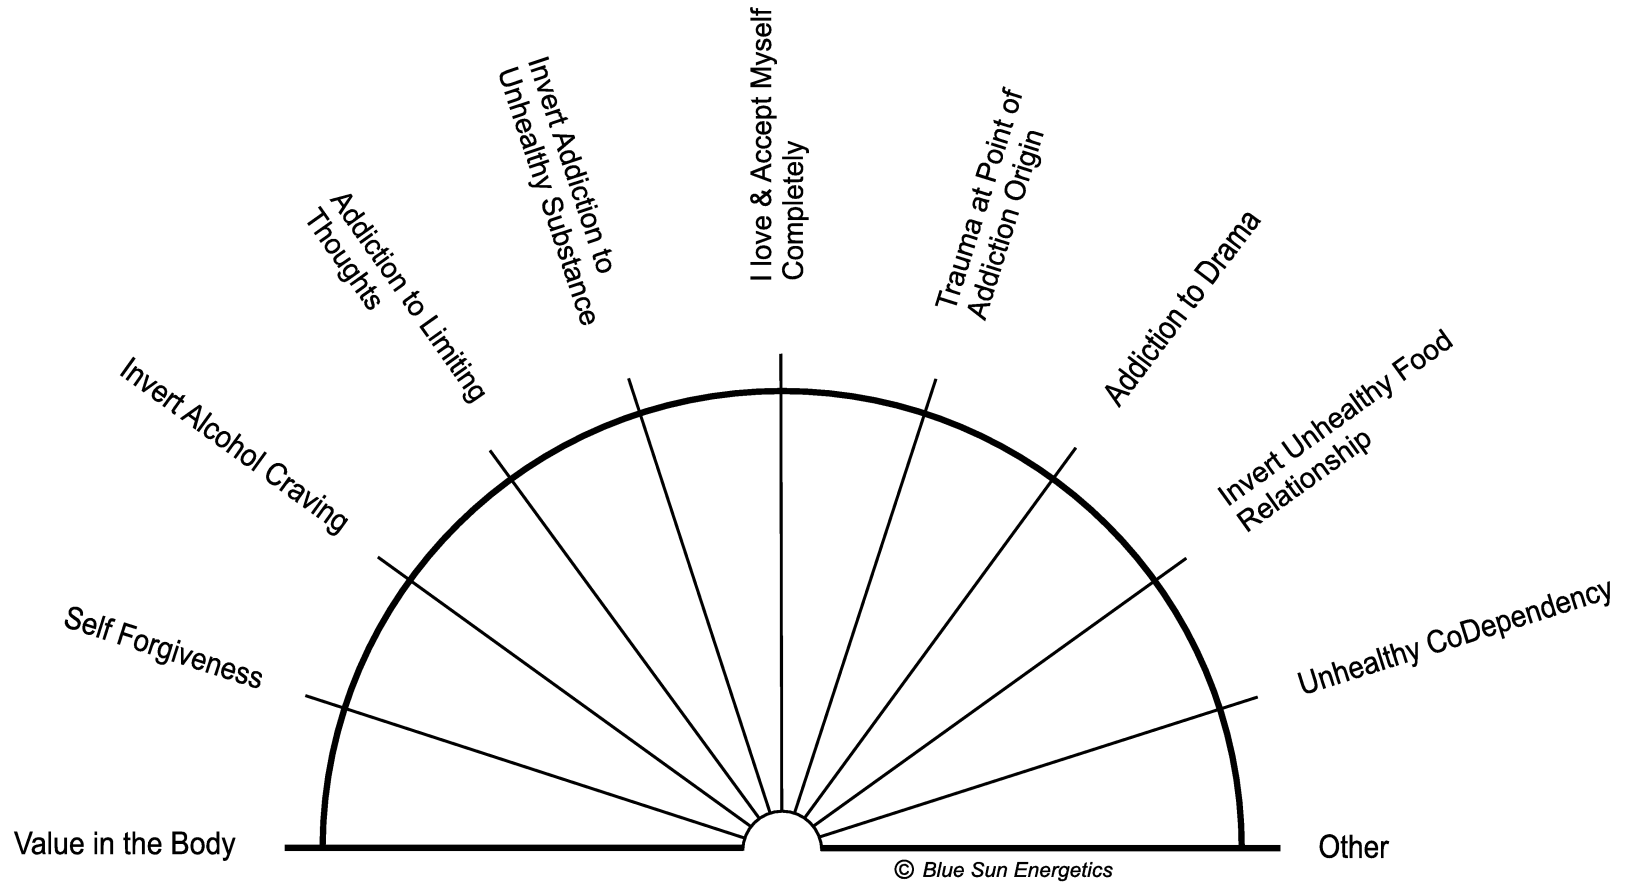 Value in the Body
Self Forgiveness
Invert Alcohol Craving
Addiction to Limiting
Thoughts
Invert Addiction to
Unhealthy Substance
I love & Accept Myself
Completely
Trauma at Point of
Addiction Origin
Addiction to Drama
Invert Unhealthy Food
Relationship
Unhealthy CoDependency
Other
© Blue Sun Energetics